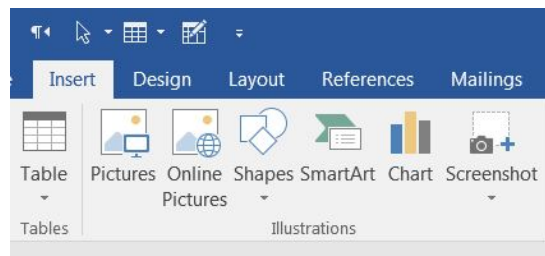 Insert Design Layout References Mailings
Table Pictures Online Shapes SmartArt Chart Screenshot
Pictures
Tables Illustrations